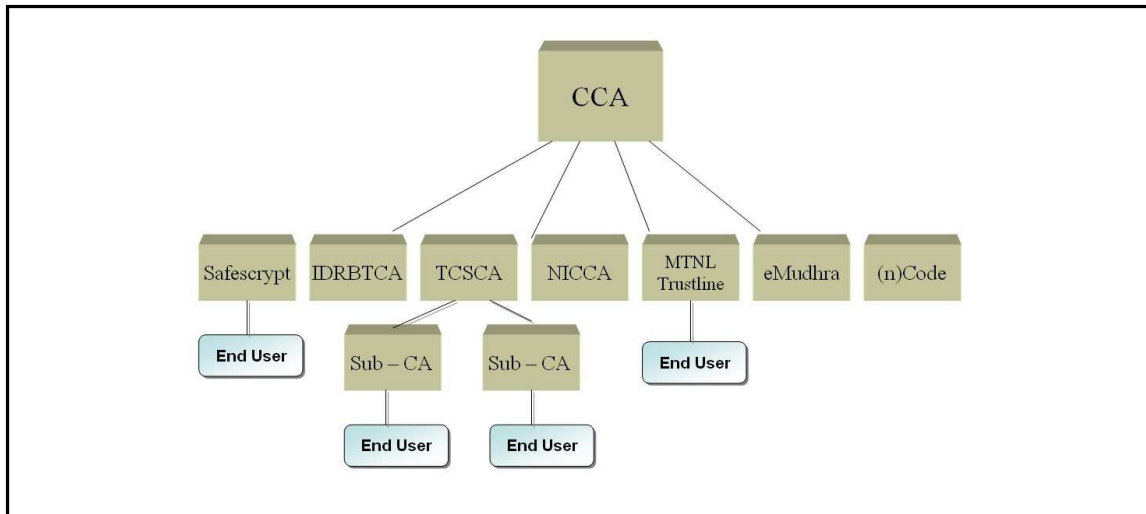 CCA
Safescrypt
IDRBTCA
TCSCA
NICCA
MTNL
Trustline
eMudhra
(n)Code
End User
Sub – CA
Sub – CA
End User
End User
End User